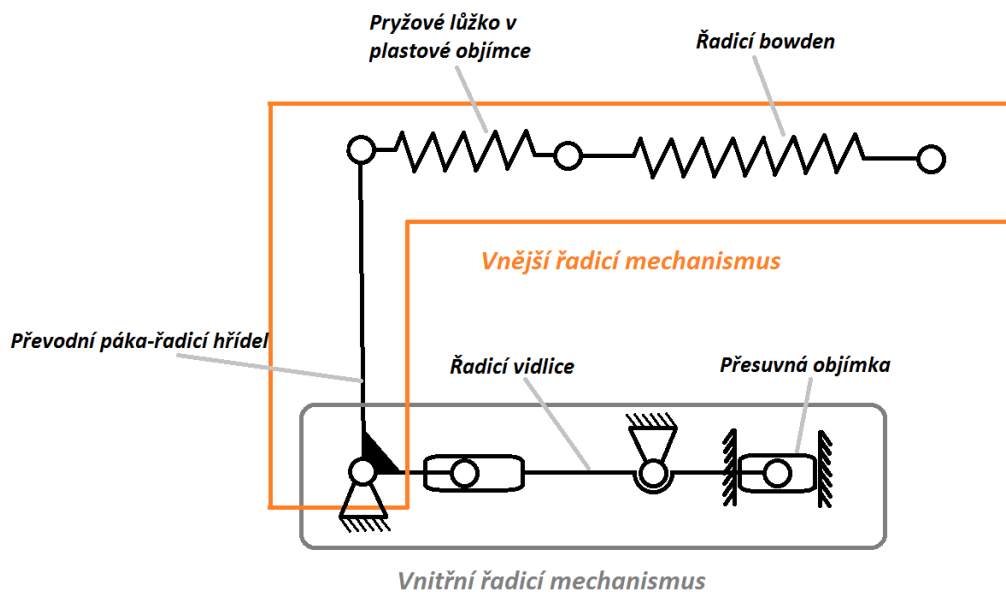 Pryžové lůžko v
plastové objímce
Řadicí bowden
Vnější řadicí mechanismus
Převodní páka-řadicí hřídel
Řadicí vidlice
Přesuvná objímka
Vnitřní řadicí mechanismus